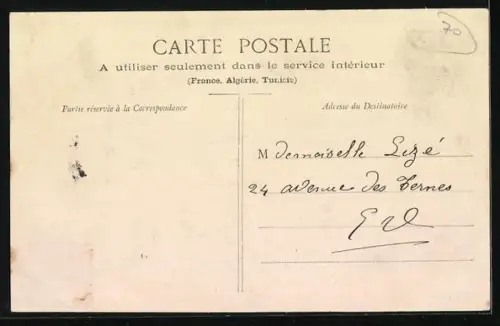 70
CARTE POSTALE
A utiliser seulement dans le service intérieur
(France, Algérie, Tunisie)
Partie réservée à la Correspondance
Adresse du Destinataire
Mademoiselle Lezé
24 avenue des Ternes
E V